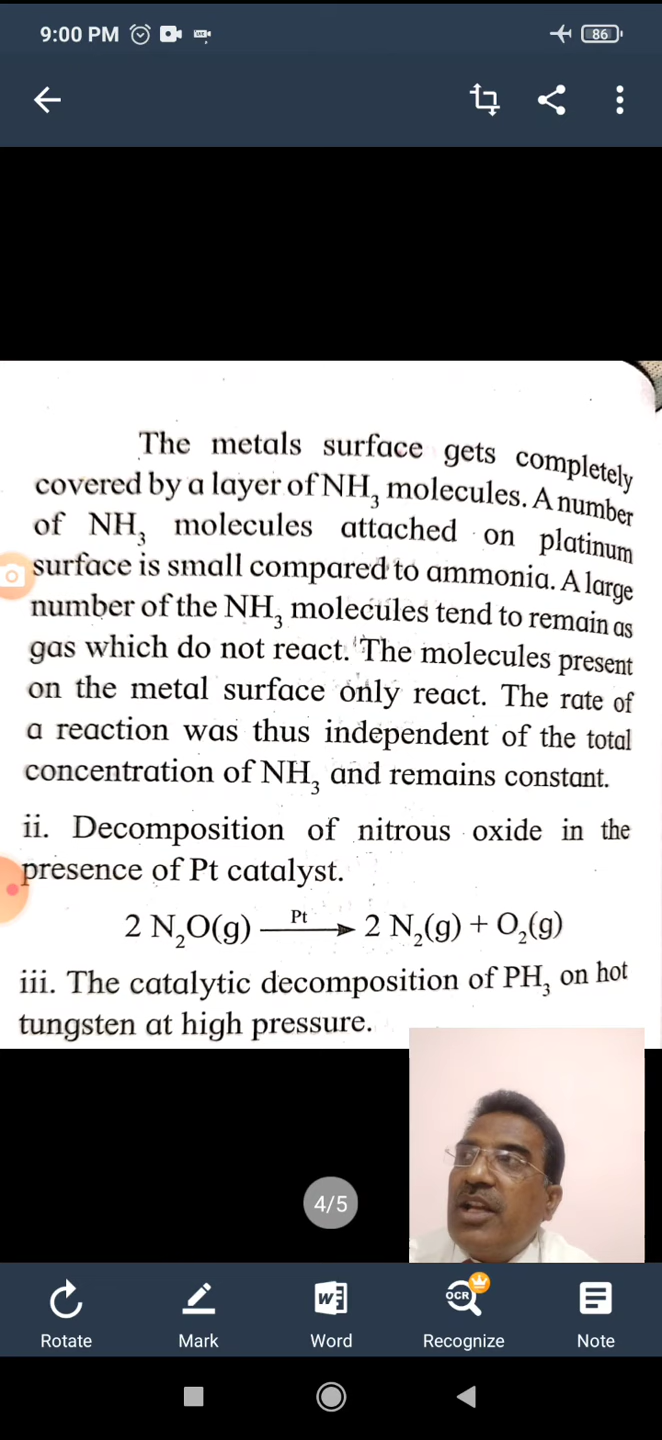 9:00 PM
86
The metals surface gets completely
covered by a layer of NH₃ molecules. A number
of NH₃ molecules attached on platinum
surface is small compared to ammonia. A large
number of the NH₃ molecules tend to remain as
gas which do not react. The molecules present
on the metal surface only react. The rate of
a reaction was thus independent of the total
concentration of NH₃ and remains constant.
ii. Decomposition of nitrous oxide in the
presence of Pt catalyst.
2 N₂O(g) —Pt→ 2 N₂(g) + O₂(g)
iii. The catalytic decomposition of PH₃ on hot
tungsten at high pressure.
4/5
W
OCR
Rotate Mark Word Recognize Note